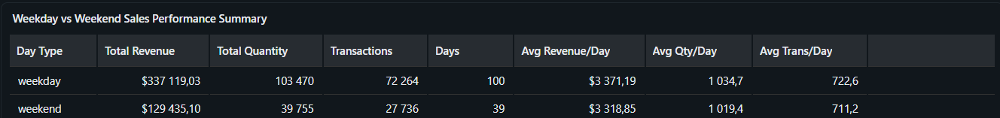 Weekday vs Weekend Sales Performance Summary
Day Type Total Revenue Total Quantity Transactions Days Avg Revenue/Day Avg Qty/Day Avg Trans/Day
weekday $337 119,03 103 470 72 264 100 $3 371,19 1 034,7 722,6
weekend $129 435,10 39 755 27 736 39 $3 318,85 1 019,4 711,2